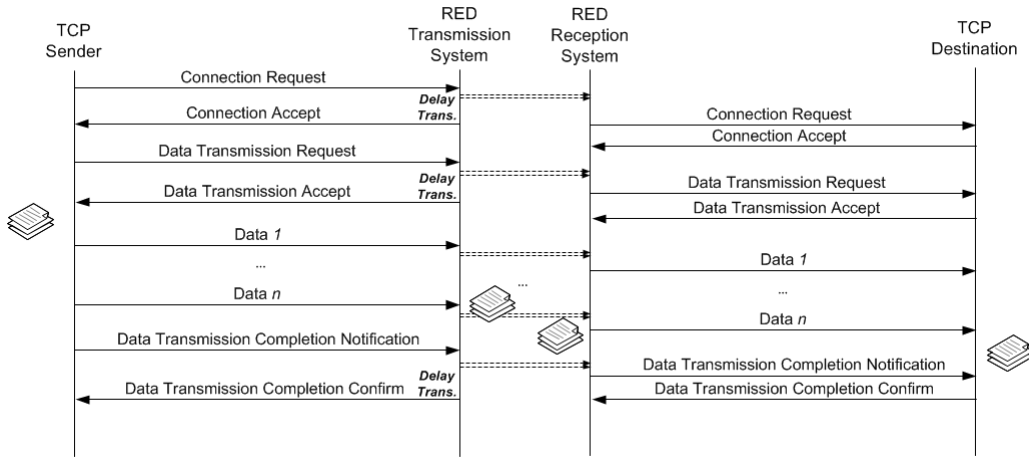 TCP
Sender
RED
Transmission
System
RED
Reception
System
TCP
Destination
Connection Request
Delay
Trans.
Connection Accept
Connection Request
Connection Accept
Data Transmission Request
Delay
Trans.
Data Transmission Accept
Data Transmission Request
Data Transmission Accept
Data 1
Data 1
...
...
...
Data n
Data n
Data Transmission Completion Notification
Data Transmission Completion Notification
Delay
Trans.
Data Transmission Completion Confirm
Data Transmission Completion Confirm